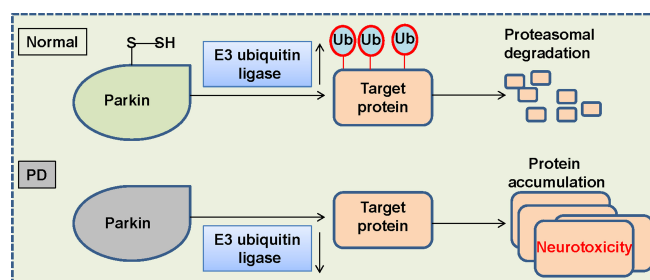 Normal
S—SH
E3 ubiquitin
ligase
Ub Ub Ub
Proteasomal
degradation
Parkin
Target
protein
PD
Protein
accumulation
Parkin
Target
protein
E3 ubiquitin
ligase
Neurotoxicity